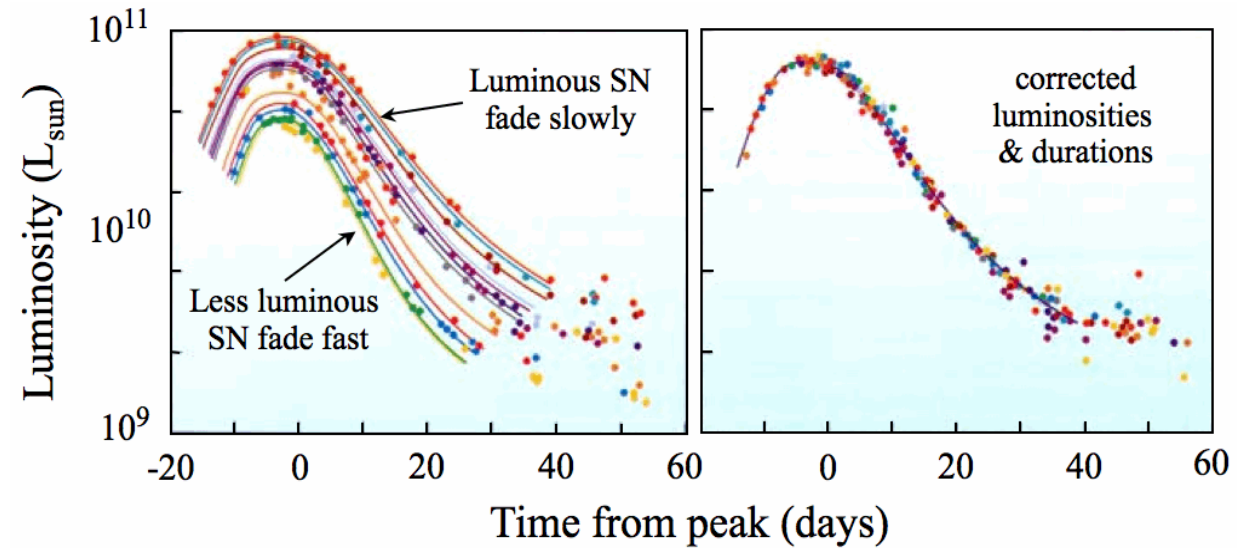 Luminosity (L_sun)
10^11
10^10
10^9
Luminous SN
fade slowly
Less luminous
SN fade fast
corrected
luminosities
& durations
-20 0 20 40 60
0 20 40 60
Time from peak (days)